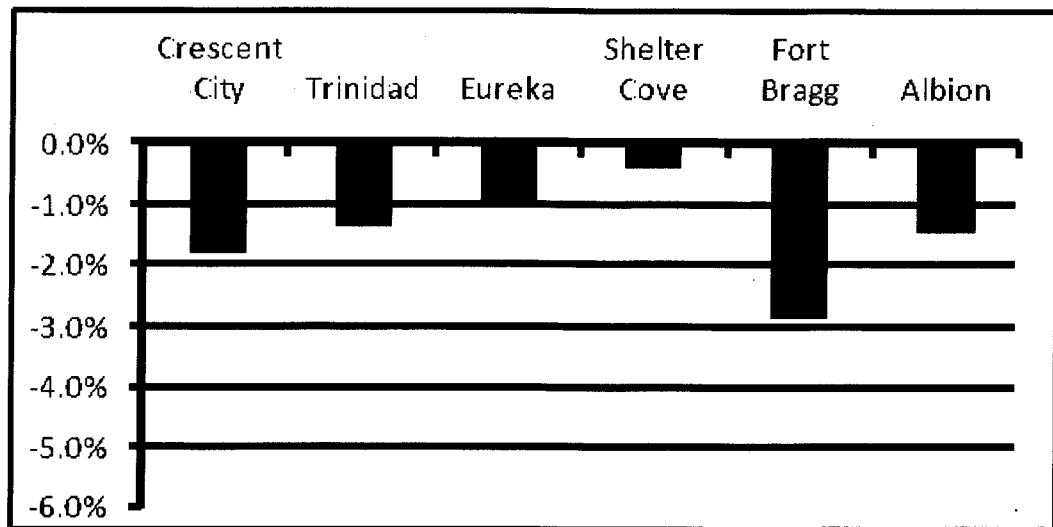 Crescent
City
Trinidad
Eureka
Shelter
Cove
Fort
Bragg
Albion
0.0%
-1.0%
-2.0%
-3.0%
-4.0%
-5.0%
-6.0%